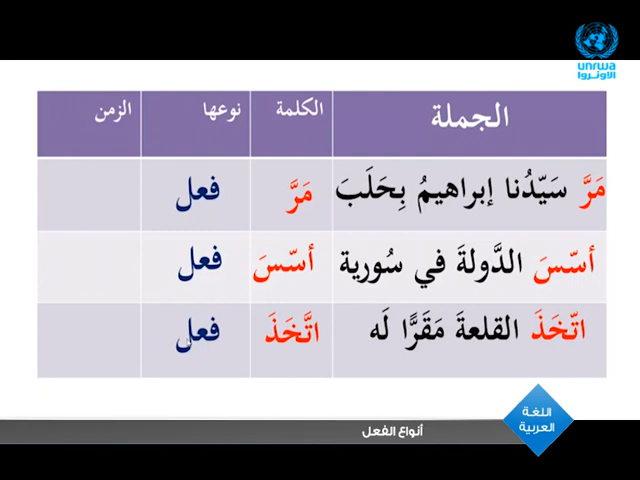 unrwa
الأونروا
الجملة الكلمة نوعها الزمن
مَرَّ سَيّدُنا إبراهيمُ بِحَلَبَ مَرَّ فعل
أسّسَ الدَّولةَ في سُورية أسّسَ فعل
اتّخَذَ القلعةَ مَقَرًّا لَه اتَّخَذَ فعل
اللغة
العربية
أنواع الفعل